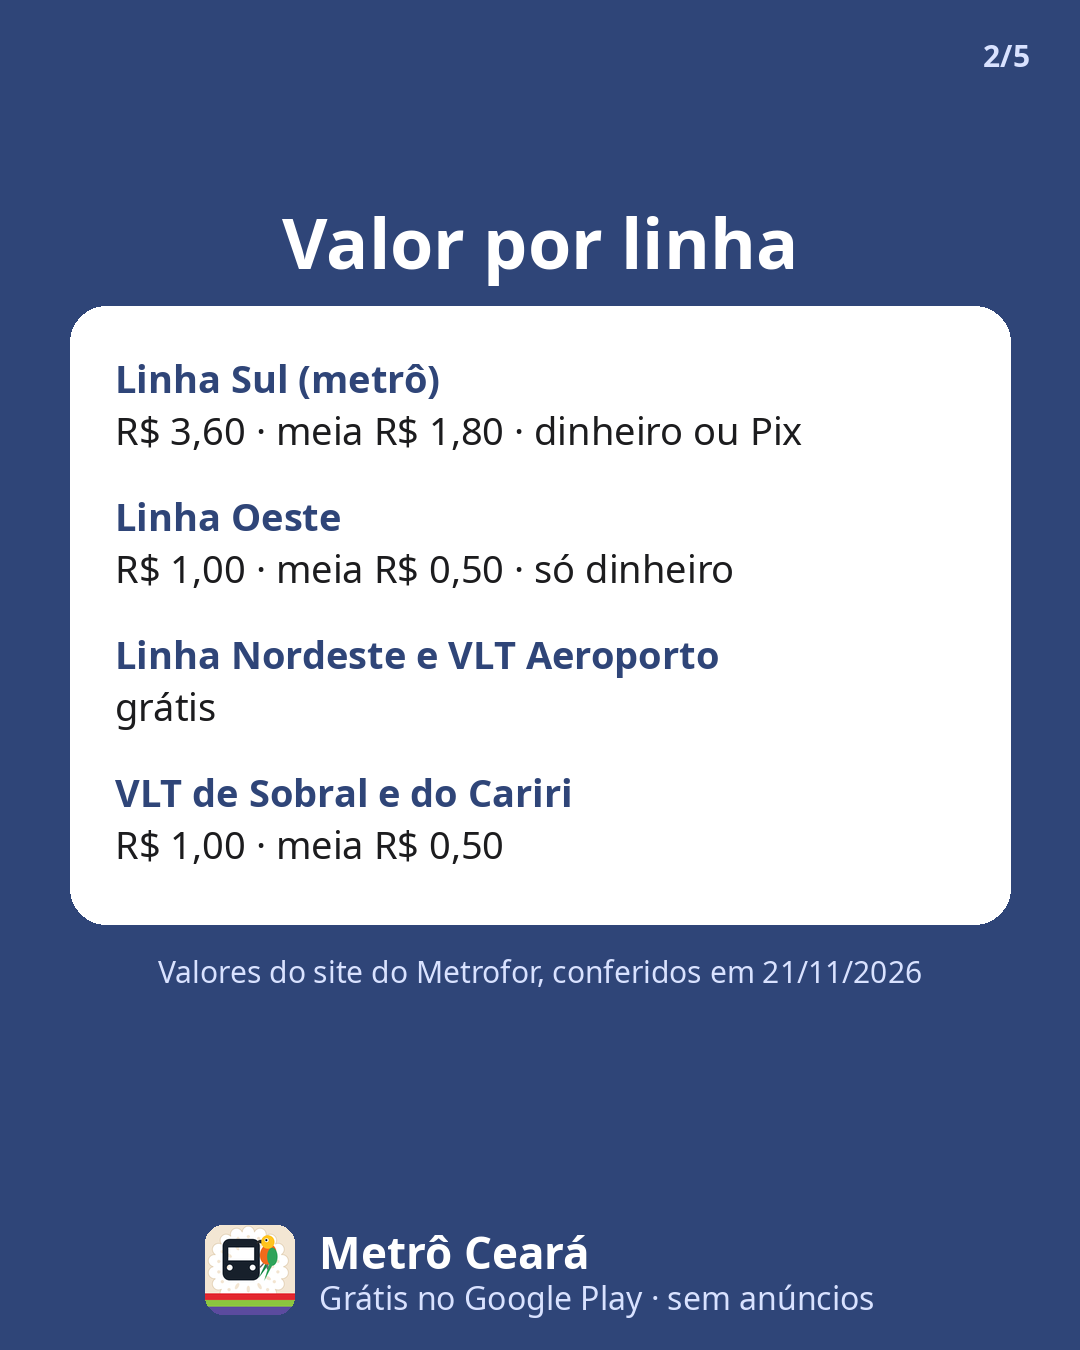 2/5
Valor por linha
Linha Sul (metrô)
R$ 3,60 · meia R$ 1,80 · dinheiro ou Pix
Linha Oeste
R$ 1,00 · meia R$ 0,50 · só dinheiro
Linha Nordeste e VLT Aeroporto
grátis
VLT de Sobral e do Cariri
R$ 1,00 · meia R$ 0,50
Valores do site do Metrofor, conferidos em 21/11/2026
Metrô Ceará
Grátis no Google Play · sem anúncios